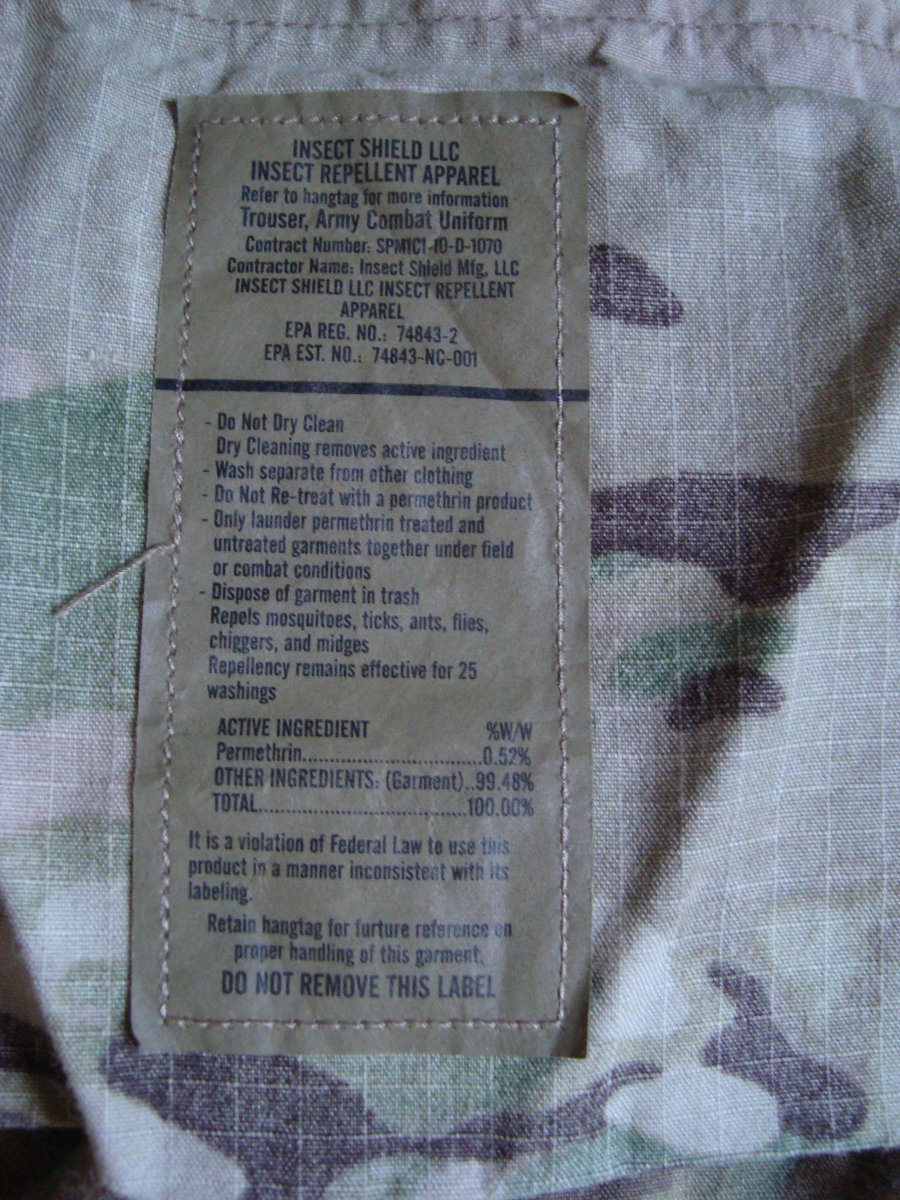 INSECT SHIELD LLC
INSECT REPELLENT APPAREL
Refer to hangtag for more information
Trouser, Army Combat Uniform
Contract Number: SPM1C1-10-D-1070
Contractor Name: Insect Shield Mfg, LLC
INSECT SHIELD LLC INSECT REPELLENT
APPAREL
EPA REG. NO.: 74843-2
EPA EST. NO.: 74843-NC-001
- Do Not Dry Clean
Dry Cleaning removes active ingredient
- Wash separate from other clothing
- Do Not Re-treat with a permethrin product
- Only launder permethrin treated and
untreated garments together under field
or combat conditions
- Dispose of garment in trash
Repels mosquitoes, ticks, ants, flies,
chiggers, and midges
Repellency remains effective for 25
washings
ACTIVE INGREDIENT %W/W
Permethrin..................................0.52%
OTHER INGREDIENTS: (Garment)..99.48%
TOTAL.......................................100.00%
It is a violation of Federal Law to use this
product in a manner inconsistent with its
labeling.
Retain hangtag for furture reference on
proper handling of this garment.
DO NOT REMOVE THIS LABEL